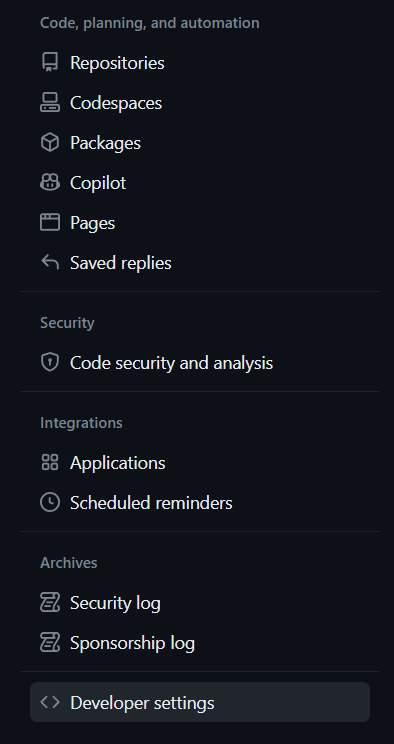 Code, planning, and automation
Repositories
Codespaces
Packages
Copilot
Pages
Saved replies
Security
Code security and analysis
Integrations
Applications
Scheduled reminders
Archives
Security log
Sponsorship log
Developer settings